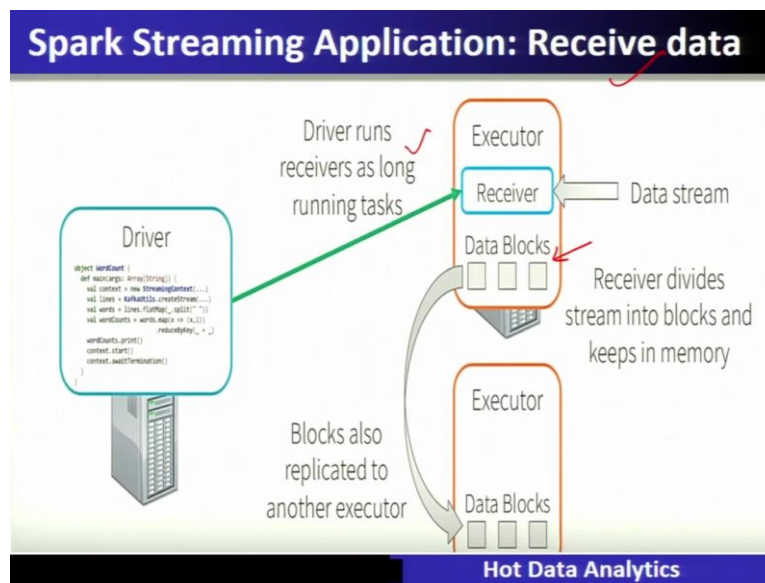 Spark Streaming Application: Receive data
Driver runs
receivers as long
running tasks
Executor
Receiver
Data stream
Data Blocks
Receiver divides
stream into blocks and
keeps in memory
Driver
object WordCount {
def main(args: Array[String]) {
val context = new StreamingContext(...)
val lines = KafkaUtils.createStream(...)
val words = lines.flatMap(_.split(" "))
val wordCounts = words.map(x => (x,1))
.reduceByKey(_ + _)
wordCounts.print()
context.start()
context.awaitTermination()
}
}
Blocks also
replicated to
another executor
Executor
Data Blocks
Hot Data Analytics